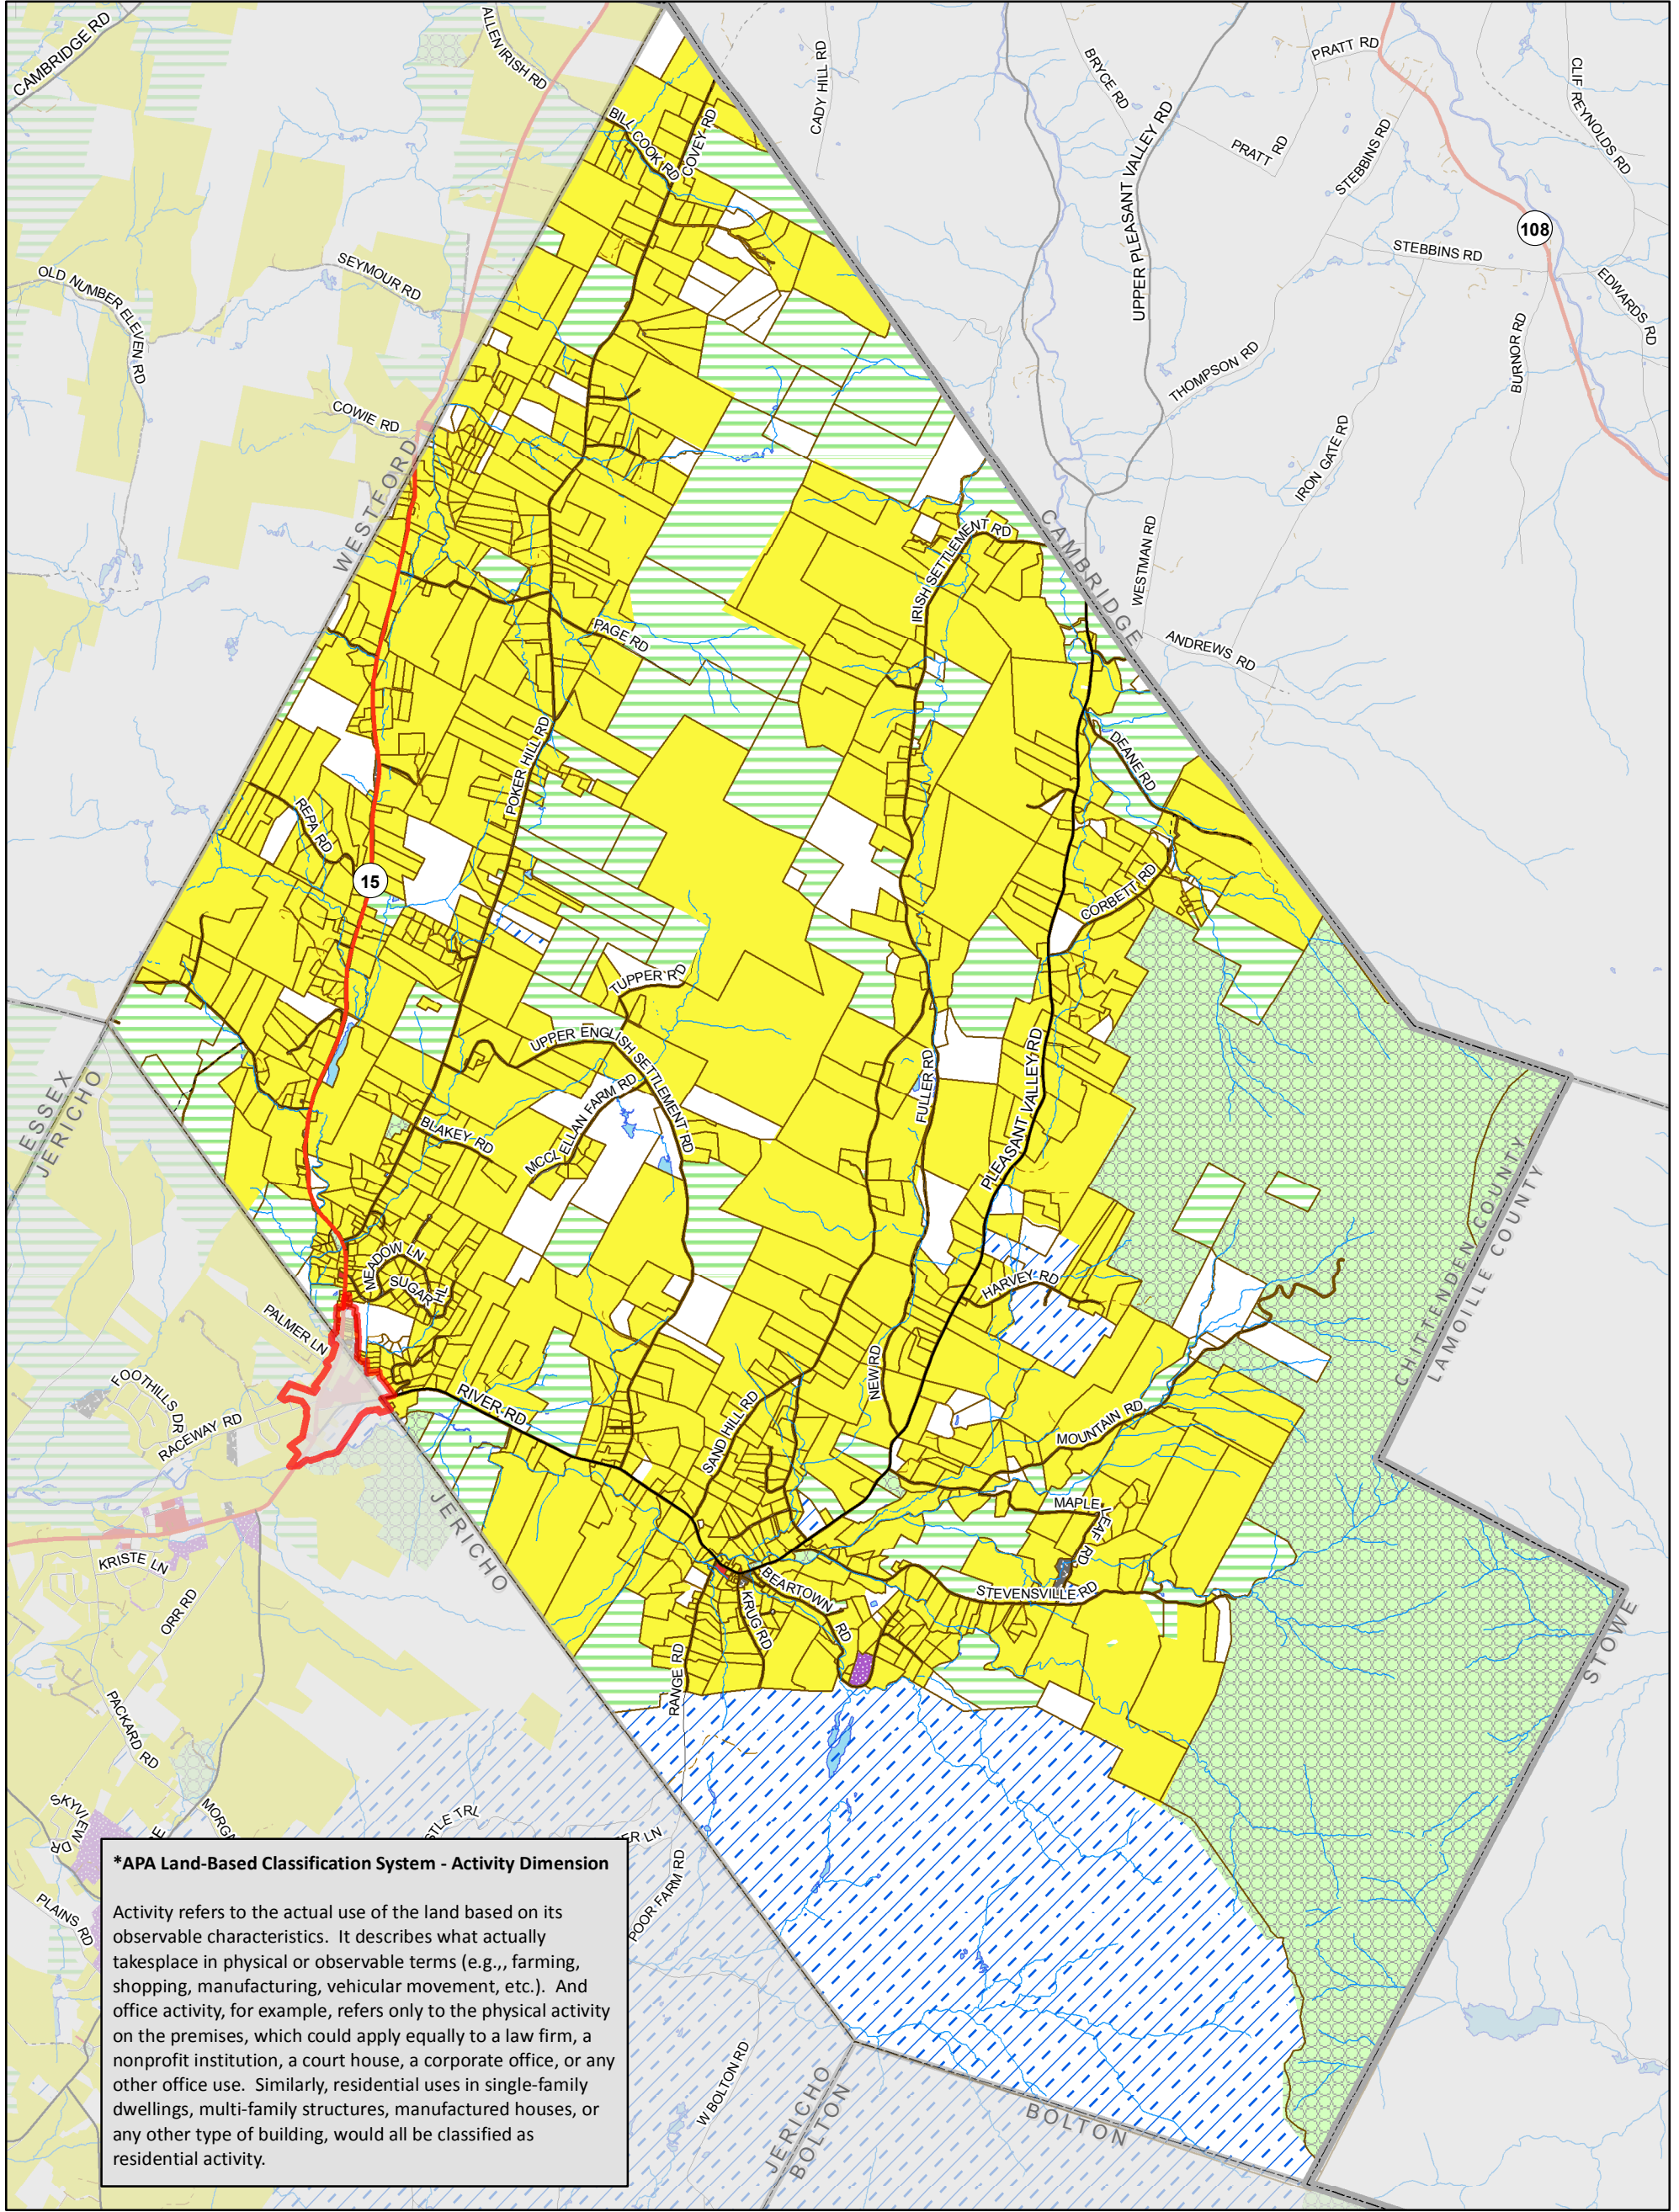 CAMBRIDGE RD
ALLEN IRISH RD
CADY HILL RD
BRYCE RD
PRATT RD
CLIF REYNOLDS RD
BILL COOK RD
COVEY RD
UPPER PLEASANT VALLEY RD
PRATT RD
STEBBINS RD
108
STEBBINS RD
EDWARDS RD
SEYMOUR RD
OLD NUMBER ELEVEN RD
BURNOR RD
THOMPSON RD
COWIE RD
IRON GATE RD
WESTFORD
CAMBRIDGE
IRISH SETTLEMENT RD
WESTMAN RD
PAGE RD
ANDREWS RD
POKER HILL RD
DEANE RD
REPA RD
15
CORBETT RD
TUPPER RD
UPPER ENGLISH SETTLEMENT RD
FULLER RD
PLEASANT VALLEY RD
MCCLELLAN FARM RD
ESSEX
JERICHO
BLAKEY RD
CHITTENDEN COUNTY
LAMOILLE COUNTY
MEADOW LN
SUGAR HL
HARVEY RD
PALMER LN
FOOTHILLS DR
RACEWAY RD
RIVER RD
NEW RD
SAND HILL RD
MOUNTAIN RD
JERICHO
MAPLE LEAF RD
KRISTE LN
BEARTOWN RD
STEVENSVILLE RD
KRUG RD
ORR RD
RANGE RD
STOWE
PACKARD RD
SKYVIEW DR
MORGA
STLE TRL
ER LN
GE
PLAINS RD
POOR FARM RD
W BOLTON RD
JERICHO
BOLTON
BOLTON
*APA Land-Based Classification System - Activity Dimension
Activity refers to the actual use of the land based on its
observable characteristics. It describes what actually
takesplace in physical or observable terms (e.g.,, farming,
shopping, manufacturing, vehicular movement, etc.). And
office activity, for example, refers only to the physical activity
on the premises, which could apply equally to a law firm, a
nonprofit institution, a court house, a corporate office, or any
other office use. Similarly, residential uses in single-family
dwellings, multi-family structures, manufactured houses, or
any other type of building, would all be classified as
residential activity.